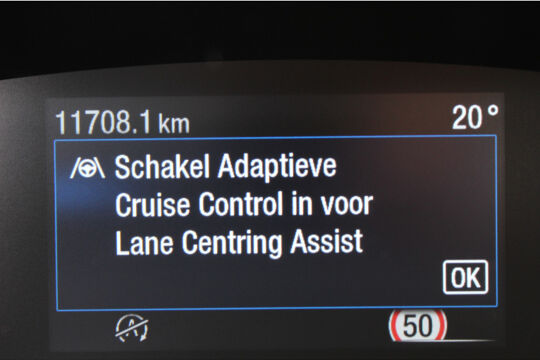 11708.1 km 20°
Schakel Adaptieve
Cruise Control in voor
Lane Centring Assist
OK
A 50